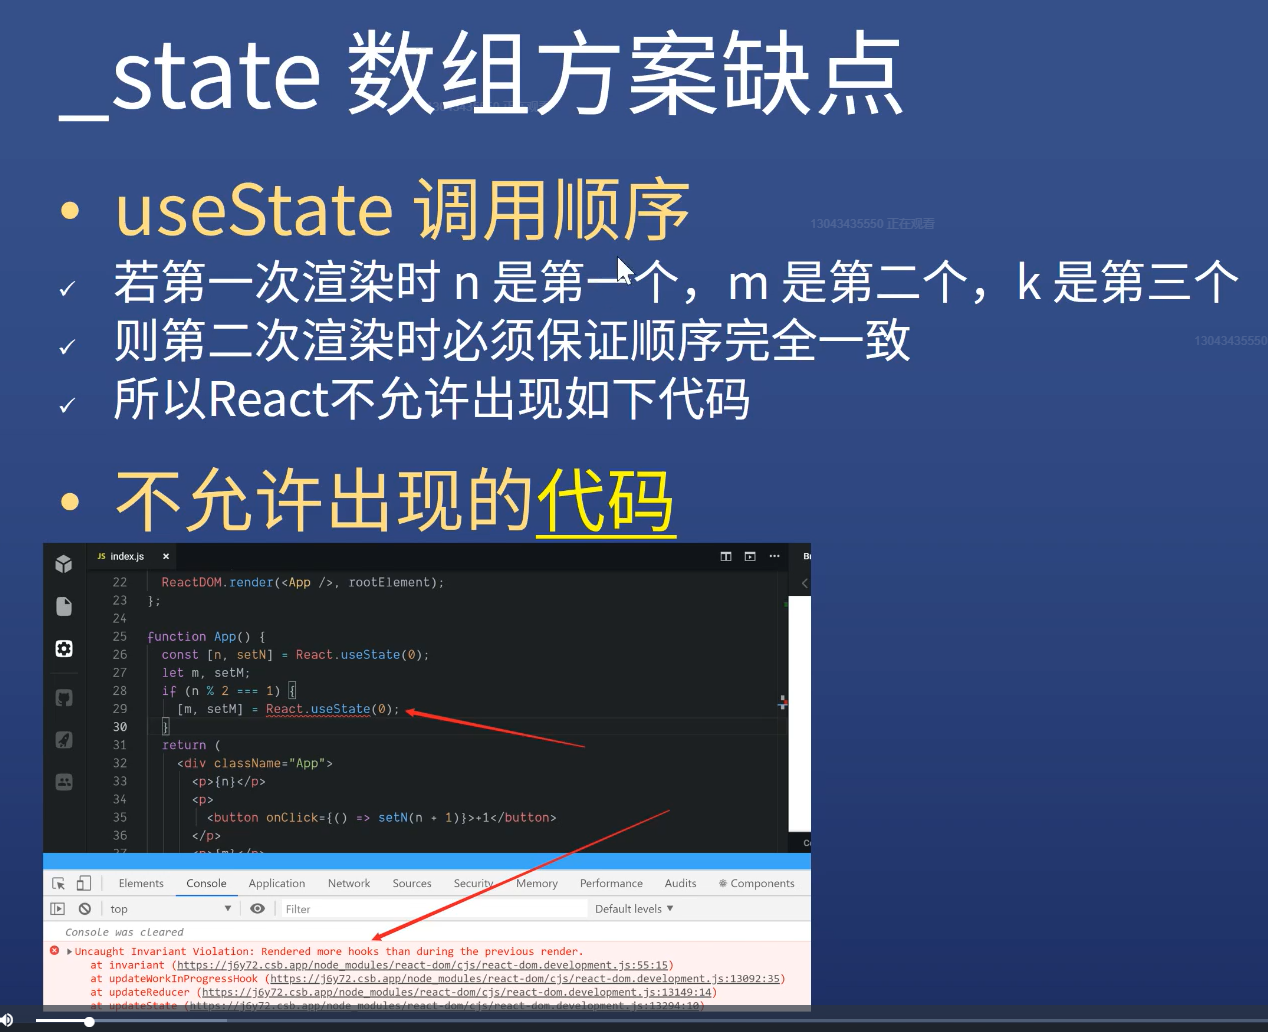 _state 数组方案缺点
• useState 调用顺序
13043435550 正在观看
✓ 若第一次渲染时 n 是第一个，m 是第二个，k 是第三个
✓ 则第二次渲染时必须保证顺序完全一致
13043435550
✓ 所以React不允许出现如下代码
• 不允许出现的代码
JS index.js ×
22 ReactDOM.render(<App />, rootElement);
23 };
24
25 function App() {
26 const [n, setN] = React.useState(0);
27 let m, setM;
28 if (n % 2 === 1) {
29 [m, setM] = React.useState(0);
30 }
31 return (
32 <div className="App">
33 <p>{n}</p>
34 <p>
35 <button onClick={() => setN(n + 1)}>+1</button>
36 </p>
37 <p>{m}</p>
Elements Console Application Network Sources Security Memory Performance Audits Components
top Filter Default levels ▼
Console was cleared
Uncaught Invariant Violation: Rendered more hooks than during the previous render.
at invariant (https://j6y72.csb.app/node_modules/react-dom/cjs/react-dom.development.js:55:15)
at updateWorkInProgressHook (https://j6y72.csb.app/node_modules/react-dom/cjs/react-dom.development.js:13092:35)
at updateReducer (https://j6y72.csb.app/node_modules/react-dom/cjs/react-dom.development.js:13149:14)
at updateState (https://j6y72.csb.app/node_modules/react-dom/cjs/react-dom.development.js:13294:10)